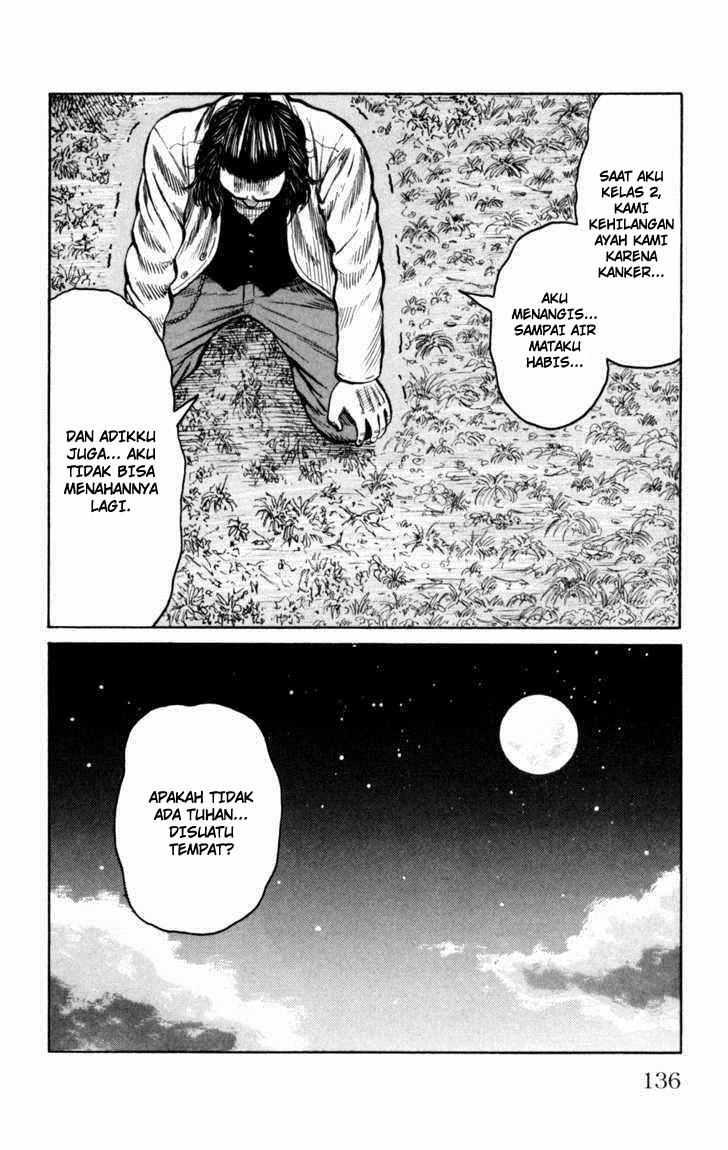 SAAT AKU
KELAS 2,
KAMI
KEHILANGAN
AYAH KAMI
KARENA
KANKER...
AKU
MENANGIS...
SAMPAI AIR
MATAKU
HABIS...
DAN ADIKKU
JUGA... AKU
TIDAK BISA
MENAHANNYA
LAGI.
APAKAH TIDAK
ADA TUHAN...
DISUATU
TEMPAT?
136